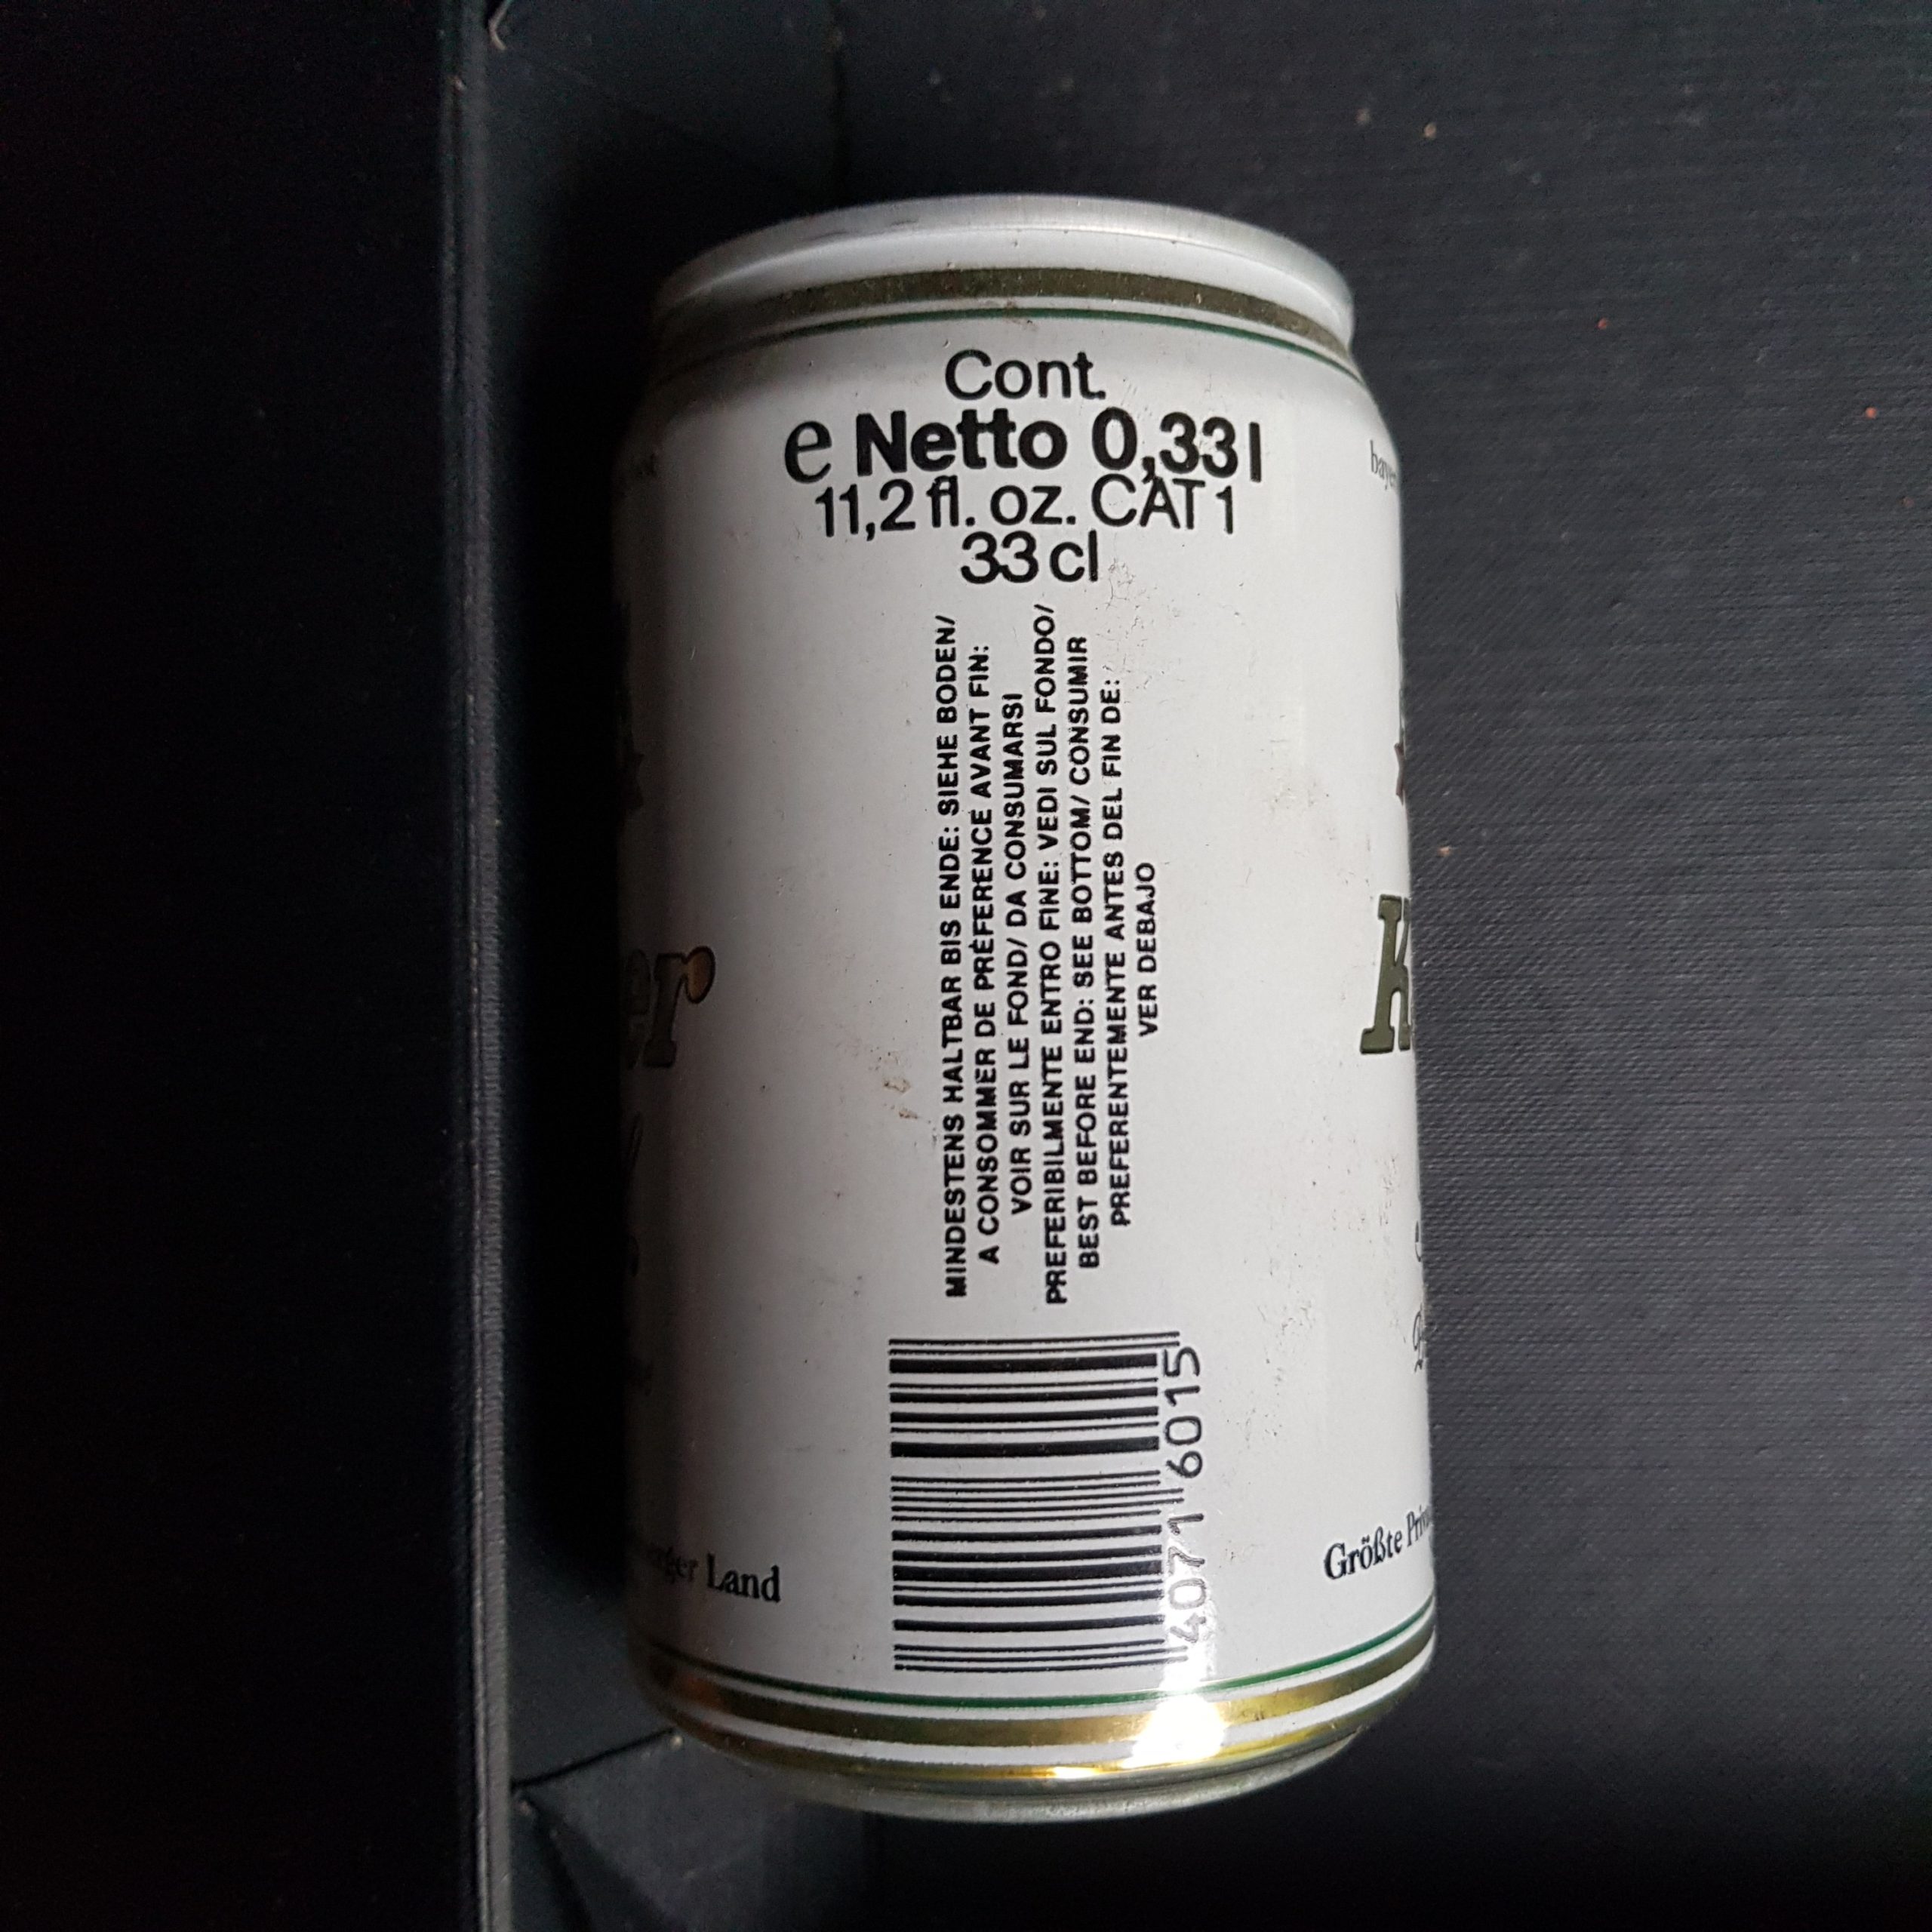 Cont.
e Netto 0,33 l
11,2 fl. oz. CAT 1
33 cl
MINDESTENS HALTBAR BIS ENDE: SIEHE BODEN/
A CONSOMMER DE PRÉFERENCE AVANT FIN:
VOIR SUR LE FOND/ DA CONSUMARSI
PREFERIBILMENTE ENTRO FINE: VEDI SUL FONDO/
BEST BEFORE END: SEE BOTTOM/ CONSUMIR
PREFERENTEMENTE ANTES DEL FIN DE:
VER DEBAJO
4071 6015
Land
Größte